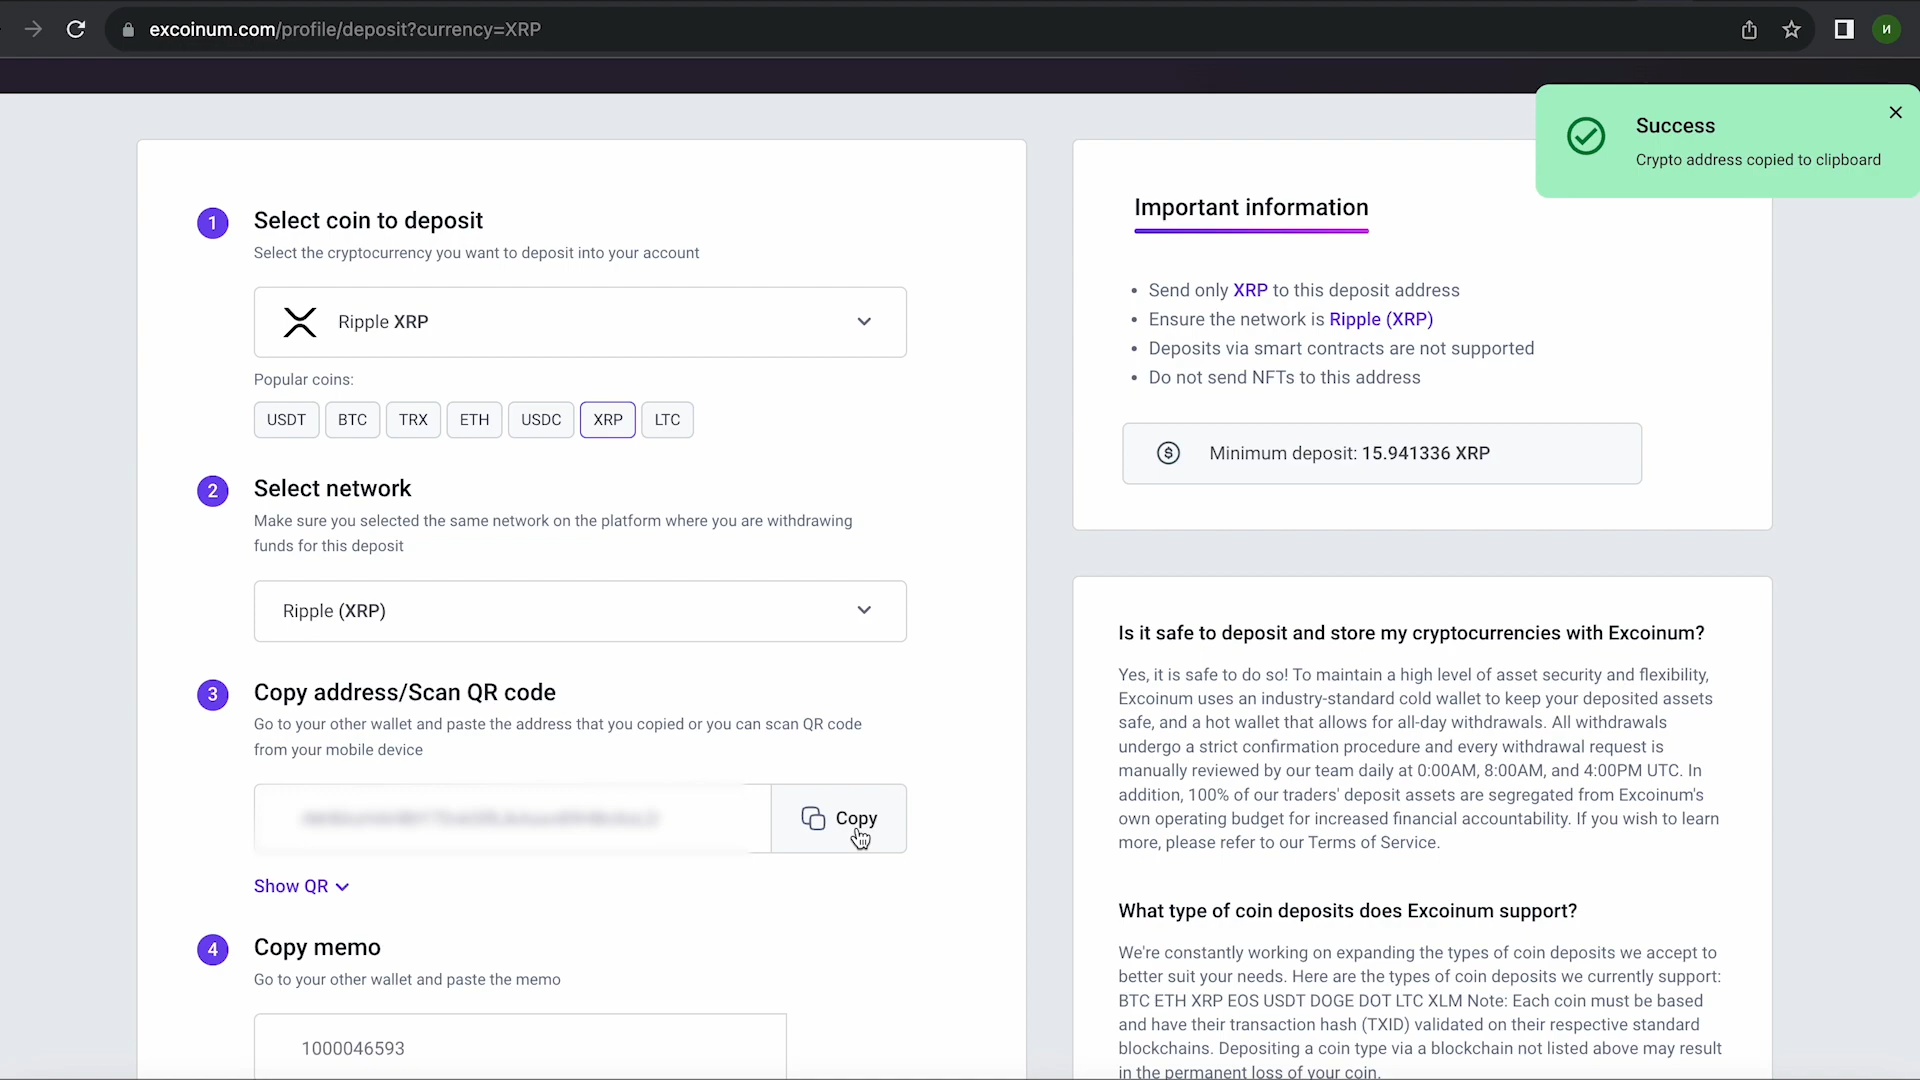 excoinum.com/profile/deposit?currency=XRP
И
Success
Crypto address copied to clipboard
1
Select coin to deposit
Select the cryptocurrency you want to deposit into your account
Ripple XRP
Popular coins:
USDT BTC TRX ETH USDC XRP LTC
2
Select network
Make sure you selected the same network on the platform where you are withdrawing
funds for this deposit
Ripple (XRP)
3
Copy address/Scan QR code
Go to your other wallet and paste the address that you copied or you can scan QR code
from your mobile device
Copy
Show QR
4
Copy memo
Go to your other wallet and paste the memo
1000046593
Important information
• Send only XRP to this deposit address
• Ensure the network is Ripple (XRP)
• Deposits via smart contracts are not supported
• Do not send NFTs to this address
Minimum deposit: 15.941336 XRP
Is it safe to deposit and store my cryptocurrencies with Excoinum?
Yes, it is safe to do so! To maintain a high level of asset security and flexibility,
Excoinum uses an industry-standard cold wallet to keep your deposited assets
safe, and a hot wallet that allows for all-day withdrawals. All withdrawals
undergo a strict confirmation procedure and every withdrawal request is
manually reviewed by our team daily at 0:00AM, 8:00AM, and 4:00PM UTC. In
addition, 100% of our traders' deposit assets are segregated from Excoinum's
own operating budget for increased financial accountability. If you wish to learn
more, please refer to our Terms of Service.
What type of coin deposits does Excoinum support?
We're constantly working on expanding the types of coin deposits we accept to
better suit your needs. Here are the types of coin deposits we currently support:
BTC ETH XRP EOS USDT DOGE DOT LTC XLM Note: Each coin must be based
and have their transaction hash (TXID) validated on their respective standard
blockchains. Depositing a coin type via a blockchain not listed above may result
in the permanent loss of your coin.